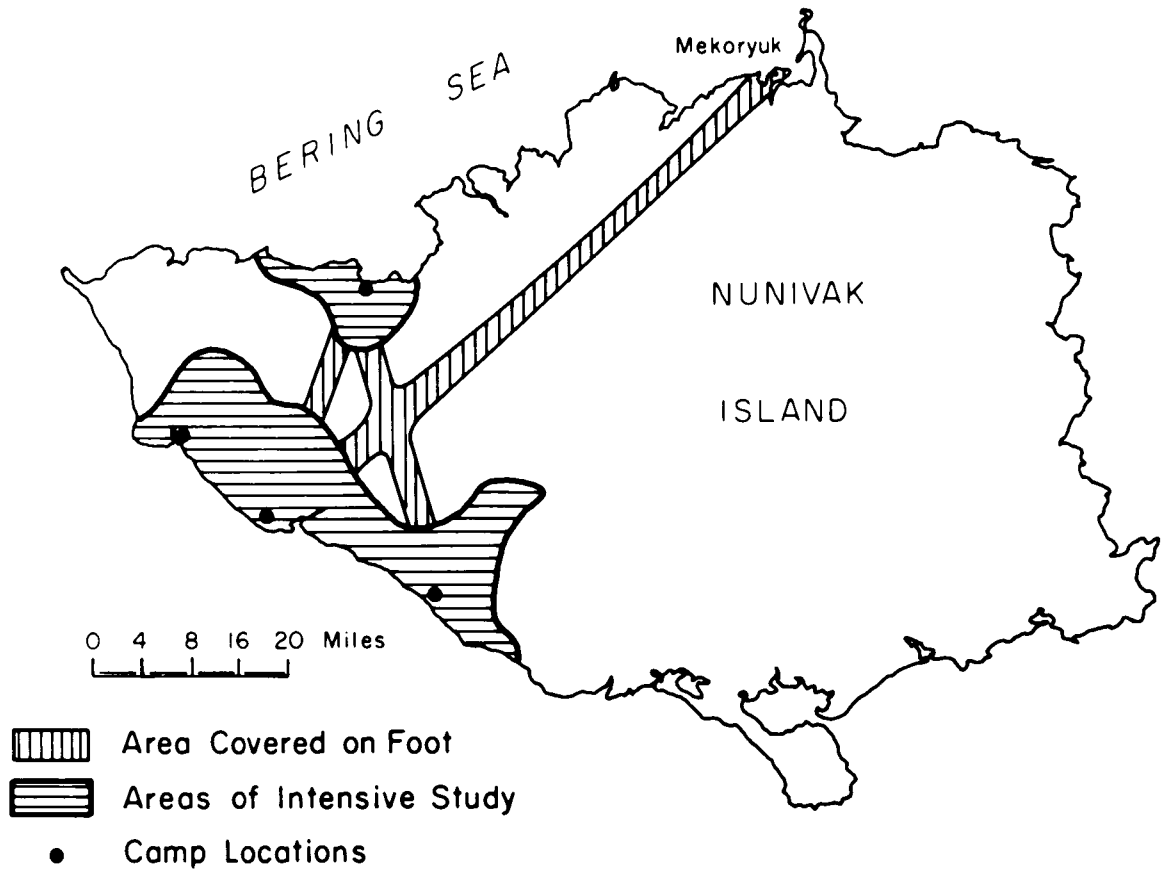 Mekoryuk
BERING SEA
NUNIVAK
ISLAND
0 4 8 16 20 Miles
Area Covered on Foot
Areas of Intensive Study
Camp Locations